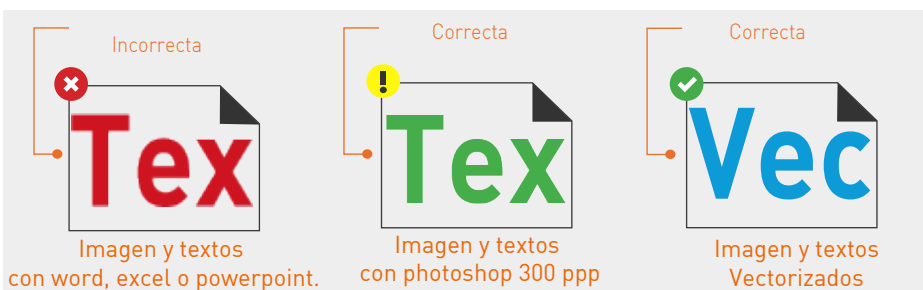 Incorrecta
Tex
Imagen y textos
con word, excel o powerpoint.
Correcta
!
Tex
Imagen y textos
con photoshop 300 ppp
Correcta
Vec
Imagen y textos
Vectorizados